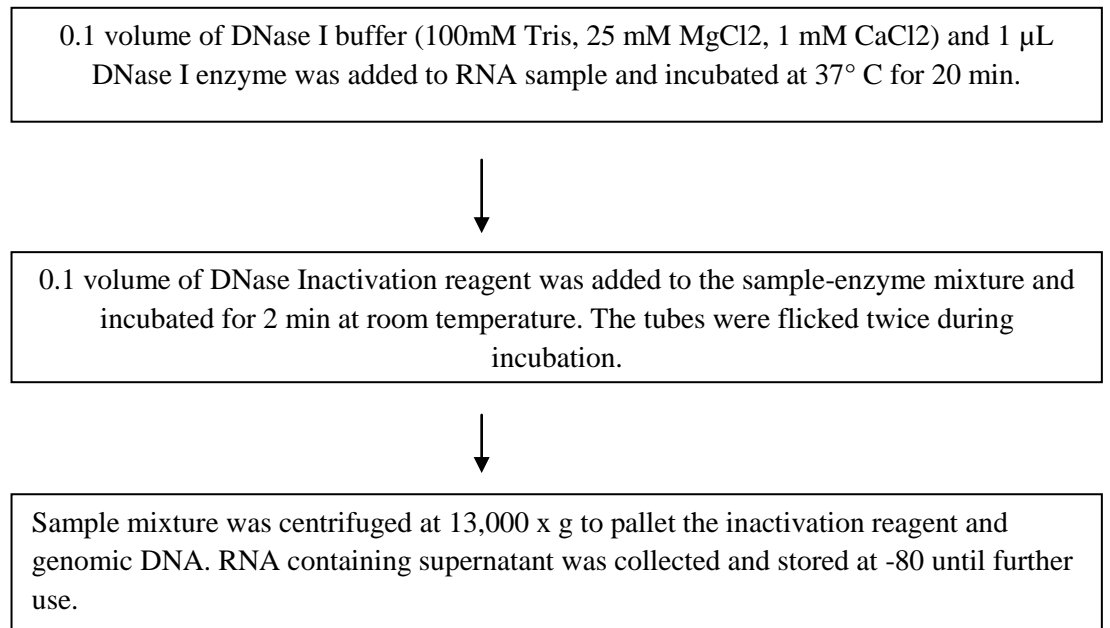 0.1 volume of DNase I buffer (100mM Tris, 25 mM MgCl2, 1 mM CaCl2) and 1 µL
DNase I enzyme was added to RNA sample and incubated at 37° C for 20 min.
0.1 volume of DNase Inactivation reagent was added to the sample-enzyme mixture and
incubated for 2 min at room temperature. The tubes were flicked twice during
incubation.
Sample mixture was centrifuged at 13,000 x g to pallet the inactivation reagent and
genomic DNA. RNA containing supernatant was collected and stored at -80 until further
use.